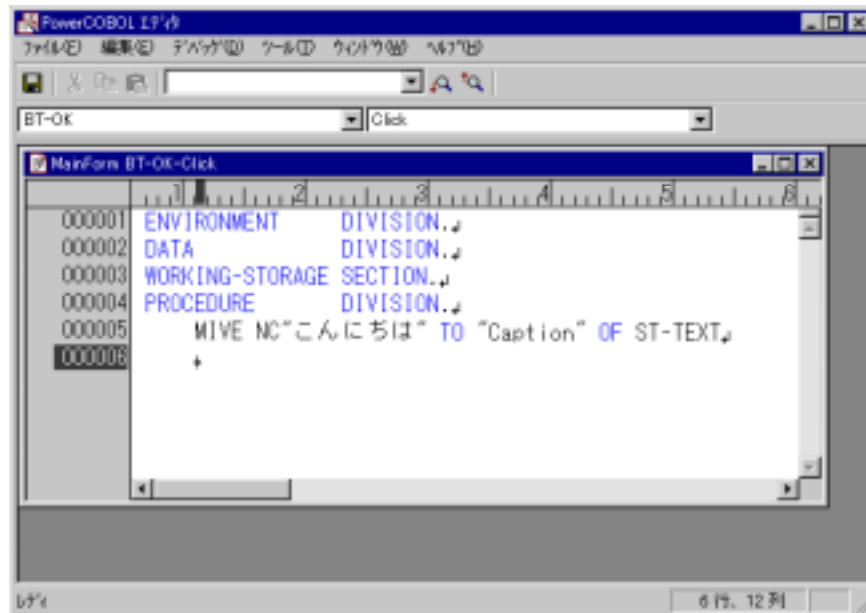 PowerCOBOL エディタ
ファイル(E) 編集(E) デバッグ(D) ツール(T) ウィンドウ(W) ヘルプ(H)
BT-OK Click
MainForm BT-OK-Click
1 2 3 4 5 6
000001 ENVIRONMENT DIVISION.
000002 DATA DIVISION.
000003 WORKING-STORAGE SECTION.
000004 PROCEDURE DIVISION.
000005 MIVE NC"こんにちは" TO "Caption" OF ST-TEXT
000006
レディ 6 行、12 列